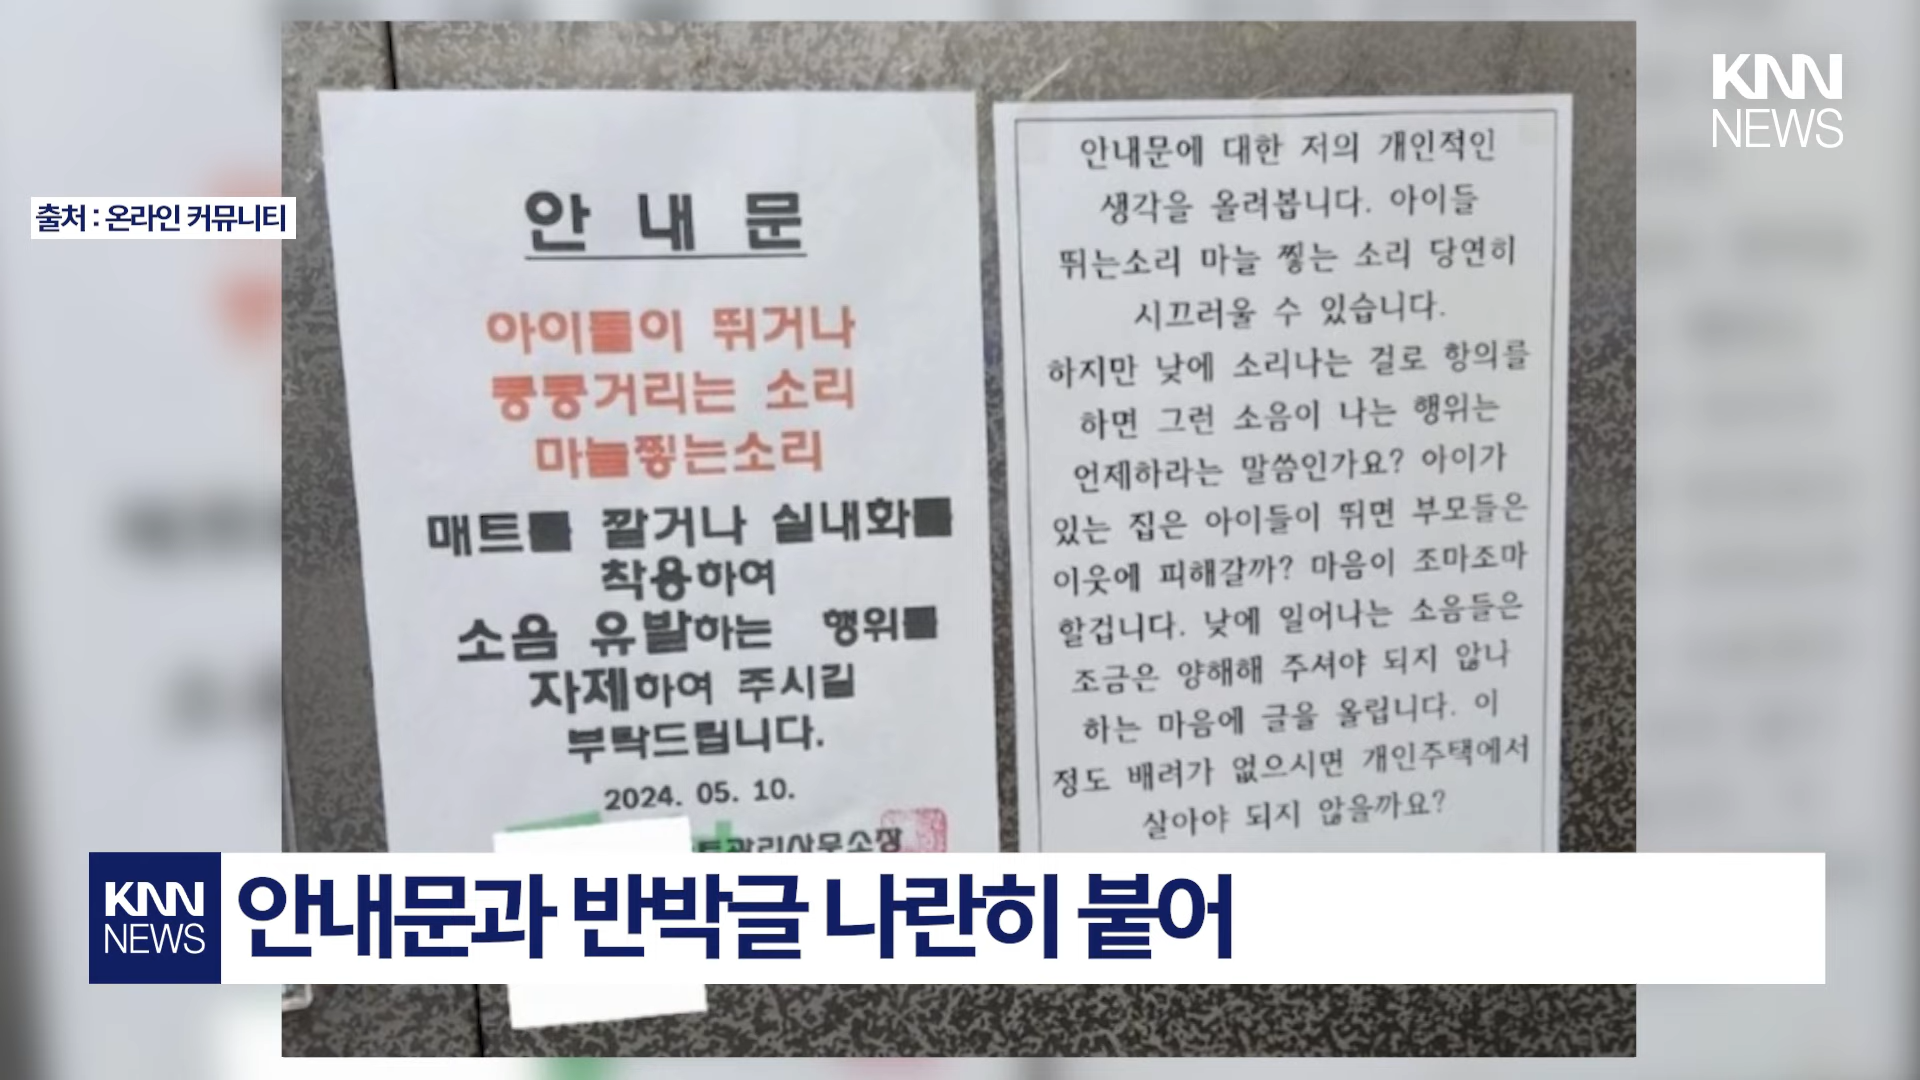 KNN
NEWS
출처 : 온라인 커뮤니티
안 내 문
아이들이 뛰거나
쿵쿵거리는 소리
마늘찧는소리
매트를 깔거나 실내화를
착용하여
소음 유발하는 행위를
자제하여 주시길
부탁드립니다.
2024. 05. 10.
트관리사무소장
안내문에 대한 저의 개인적인
생각을 올려봅니다. 아이들
뛰는소리 마늘 찧는 소리 당연히
시끄러울 수 있습니다.
하지만 낮에 소리나는 걸로 항의를
하면 그런 소음이 나는 행위는
언제하라는 말씀인가요? 아이가
있는 집은 아이들이 뛰면 부모들은
이웃에 피해갈까? 마음이 조마조마
할겁니다. 낮에 일어나는 소음들은
조금은 양해해 주셔야 되지 않나
하는 마음에 글을 올립니다. 이
정도 배려가 없으시면 개인주택에서
살아야 되지 않을까요?
KNN
NEWS
안내문과 반박글 나란히 붙어